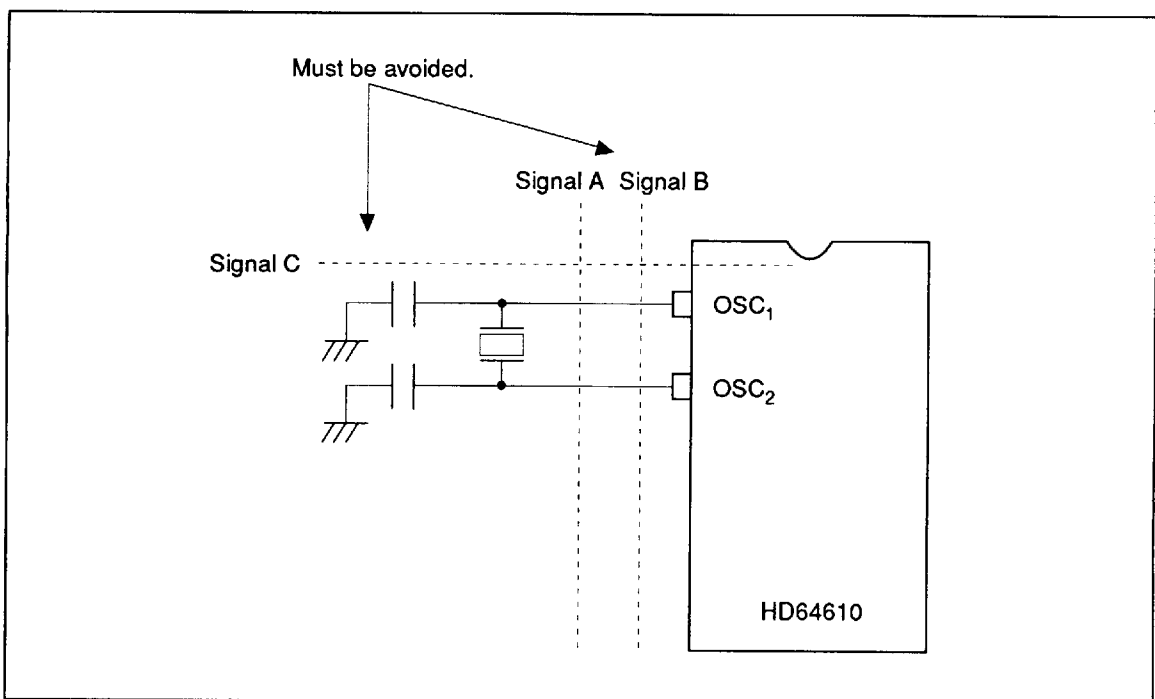 Must be avoided.
Signal A Signal B
Signal C
OSC₁
OSC₂
HD64610